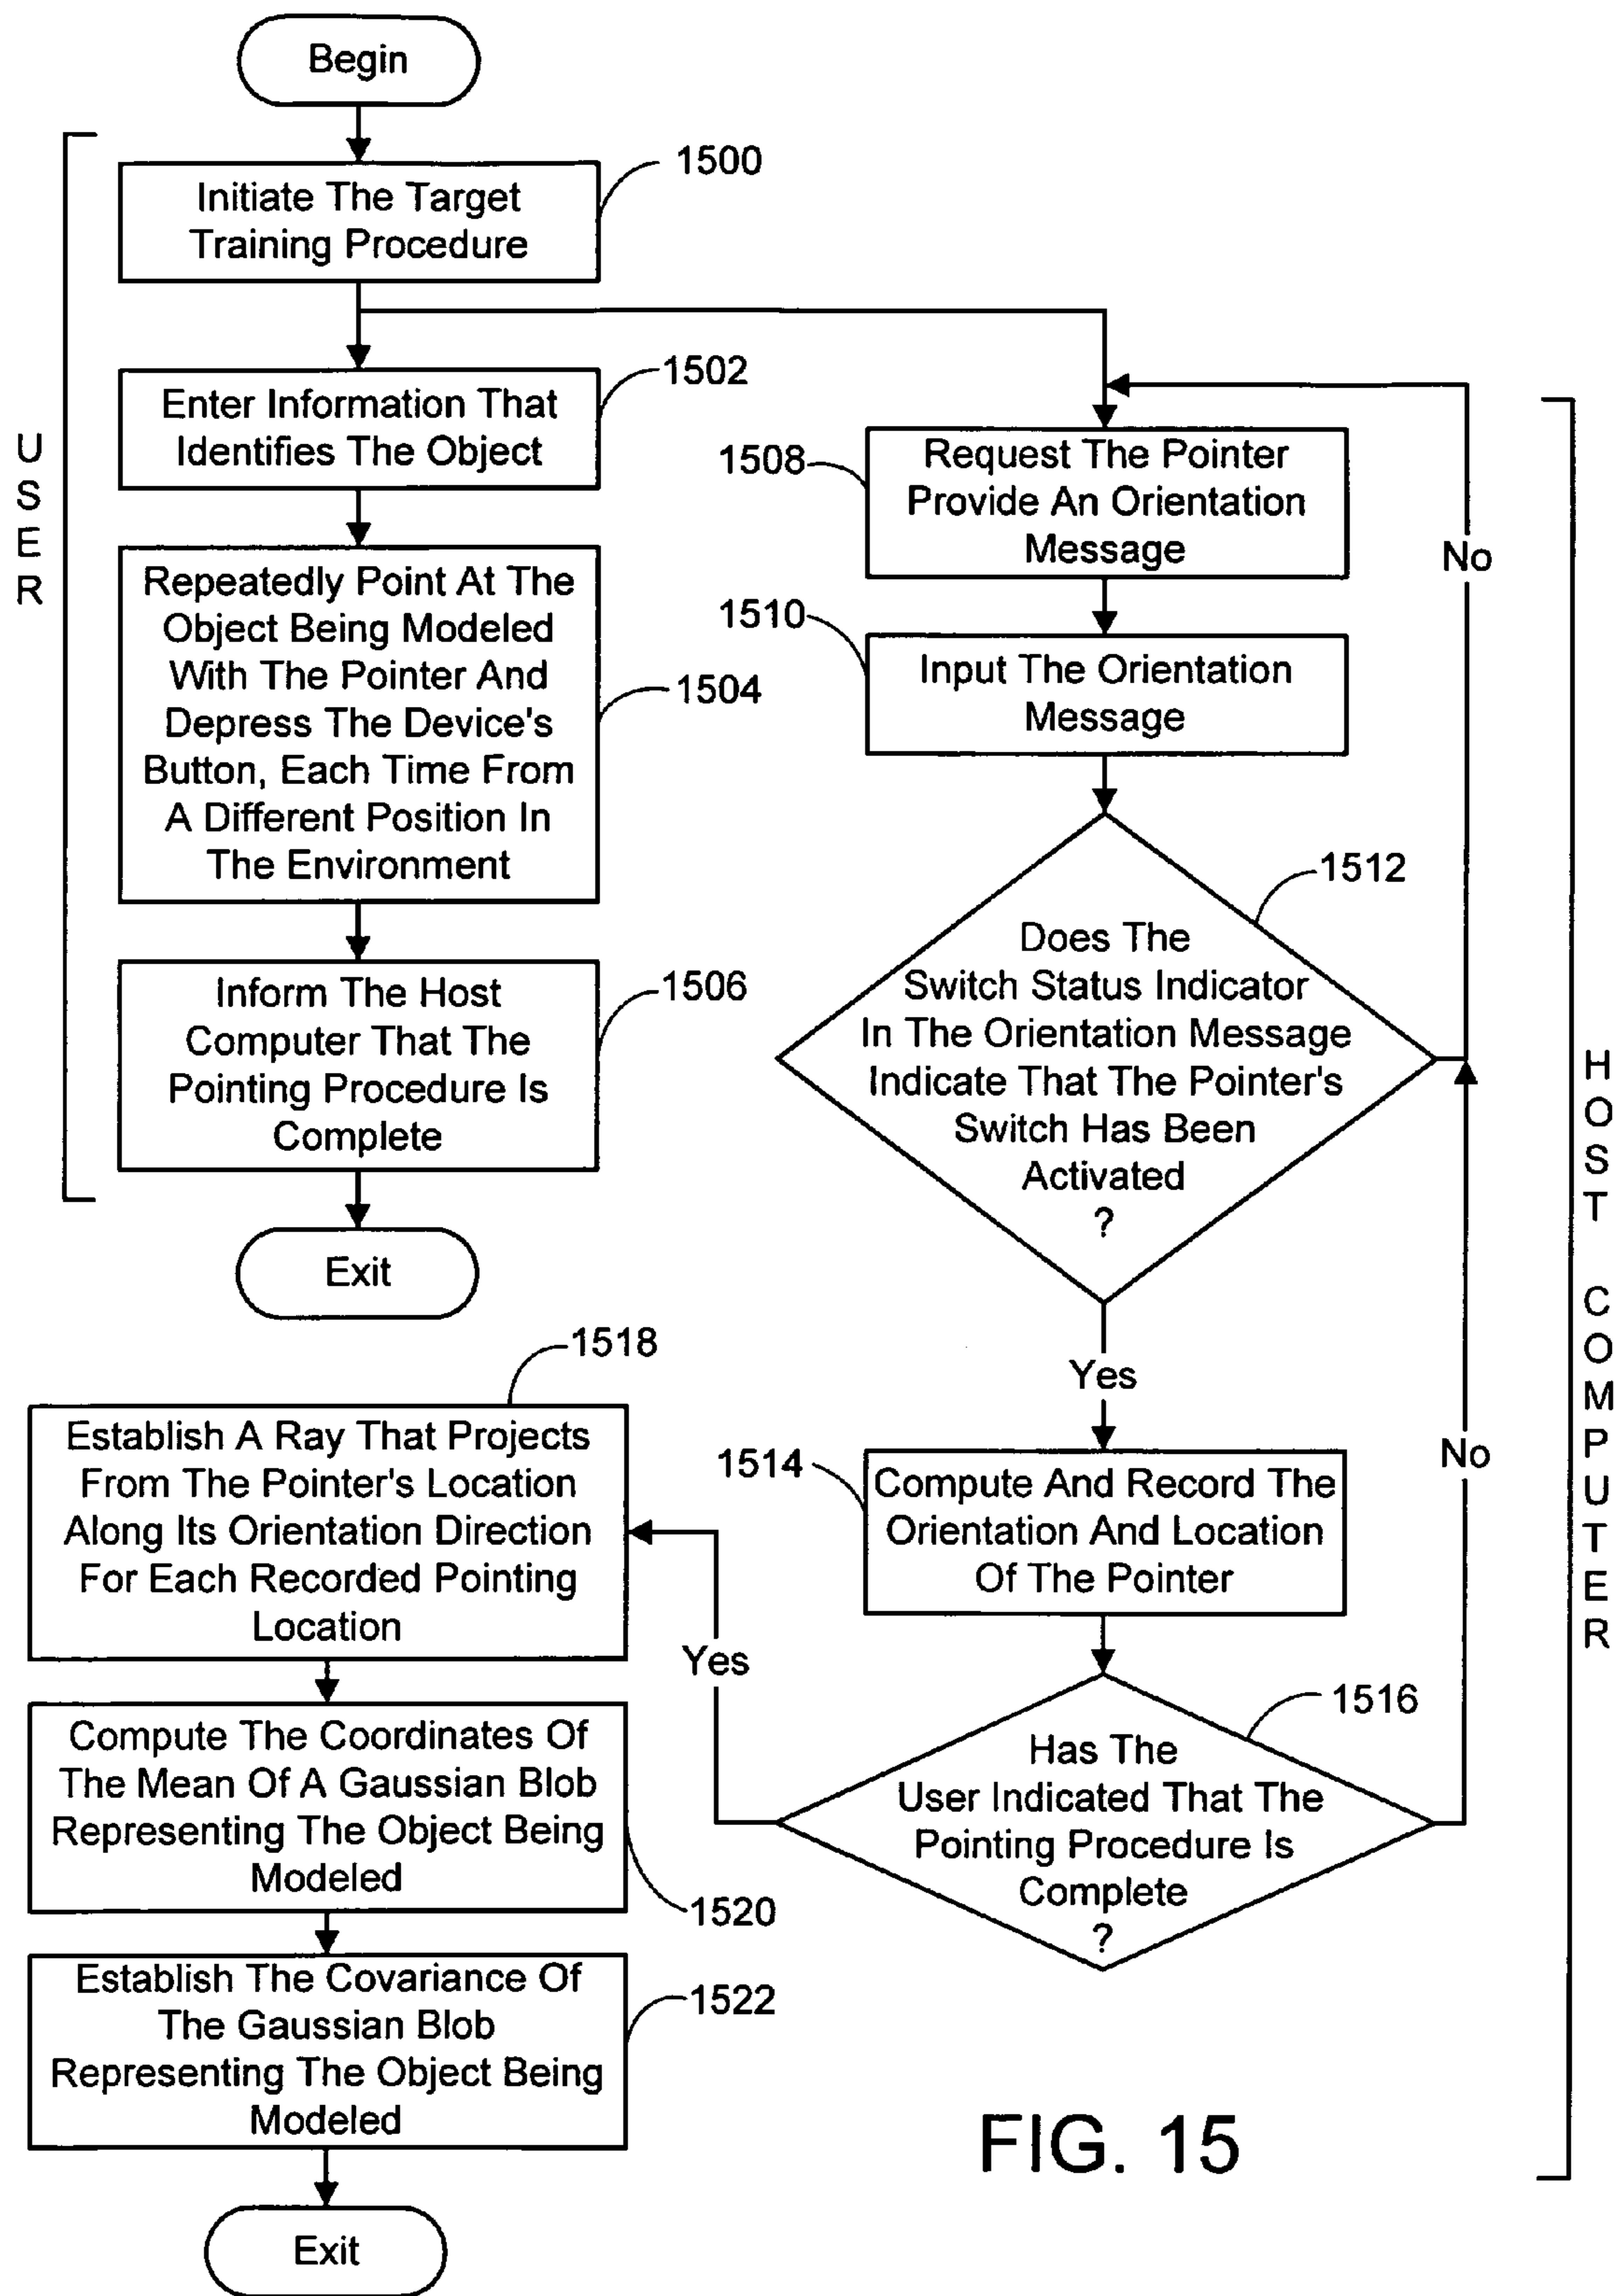 Begin
1500
Initiate The Target
Training Procedure
1502
Enter Information That
Identifies The Object
USER
Repeatedly Point At The
Object Being Modeled
With The Pointer And
Depress The Device's
Button, Each Time From
A Different Position In
The Environment
1504
Inform The Host
Computer That The
Pointing Procedure Is
Complete
1506
Exit
1508
Request The Pointer
Provide An Orientation
Message
No
1510
Input The Orientation
Message
1512
Does The
Switch Status Indicator
In The Orientation Message
Indicate That The Pointer's
Switch Has Been
Activated
?
HOST COMPUTER
Yes
1514
Compute And Record The
Orientation And Location
Of The Pointer
No
1516
Has The
User Indicated That The
Pointing Procedure Is
Complete
?
Yes
1518
Establish A Ray That Projects
From The Pointer's Location
Along Its Orientation Direction
For Each Recorded Pointing
Location
Compute The Coordinates Of
The Mean Of A Gaussian Blob
Representing The Object Being
Modeled
1520
Establish The Covariance Of
The Gaussian Blob
Representing The Object Being
Modeled
1522
Exit
FIG. 15